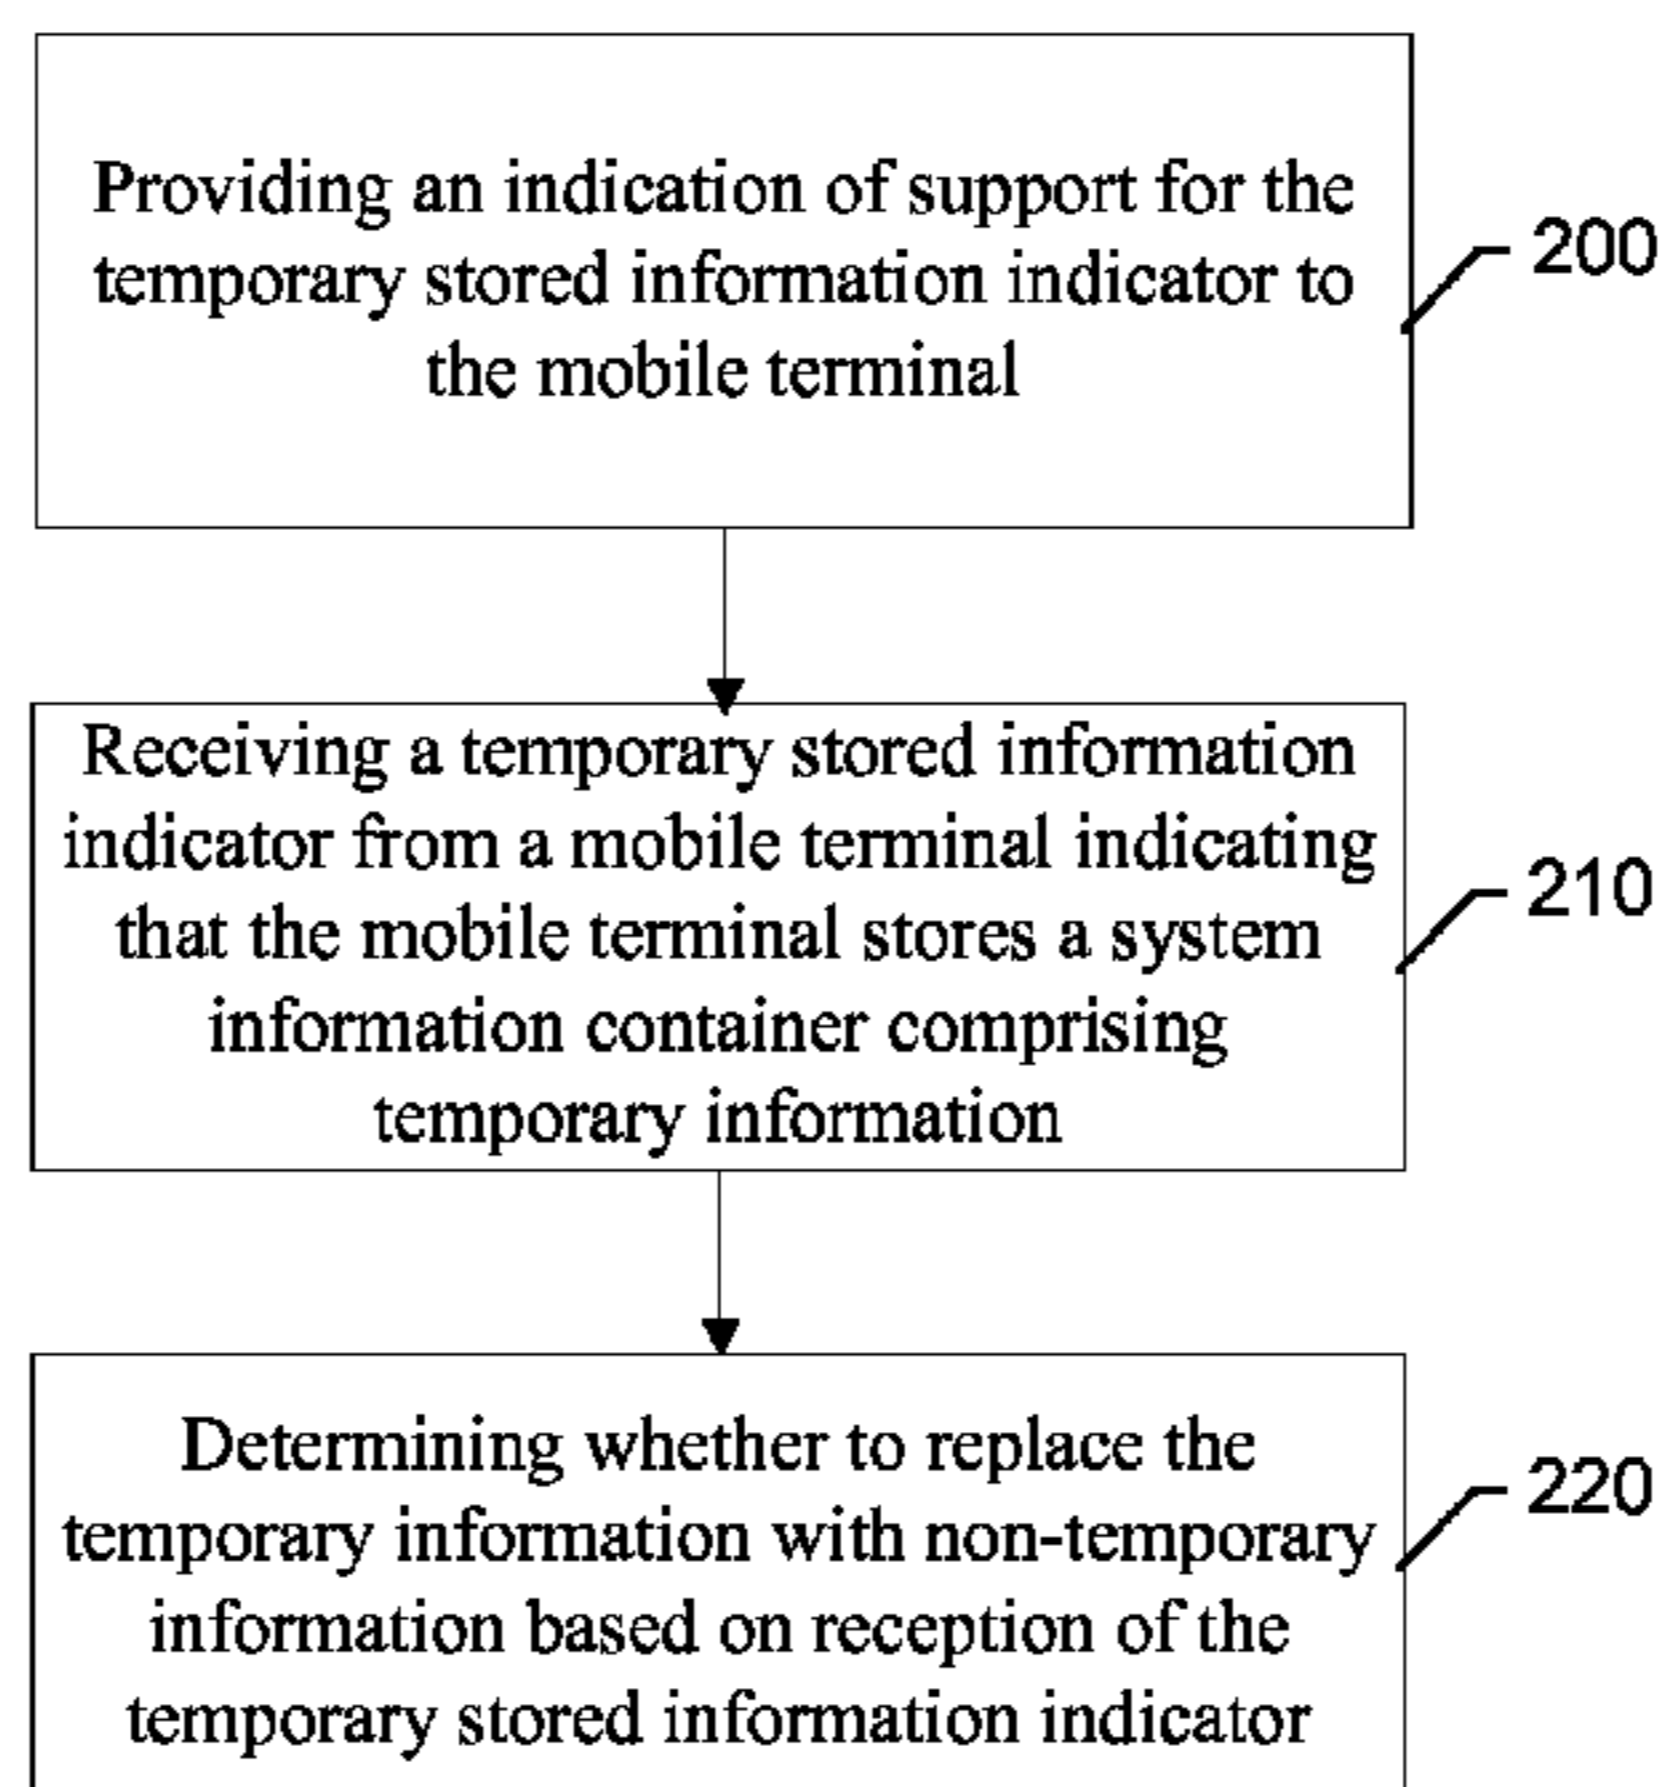 Providing an indication of support for the
temporary stored information indicator to
the mobile terminal
200
Receiving a temporary stored information
indicator from a mobile terminal indicating
that the mobile terminal stores a system
information container comprising
temporary information
210
Determining whether to replace the
temporary information with non-temporary
information based on reception of the
temporary stored information indicator
220